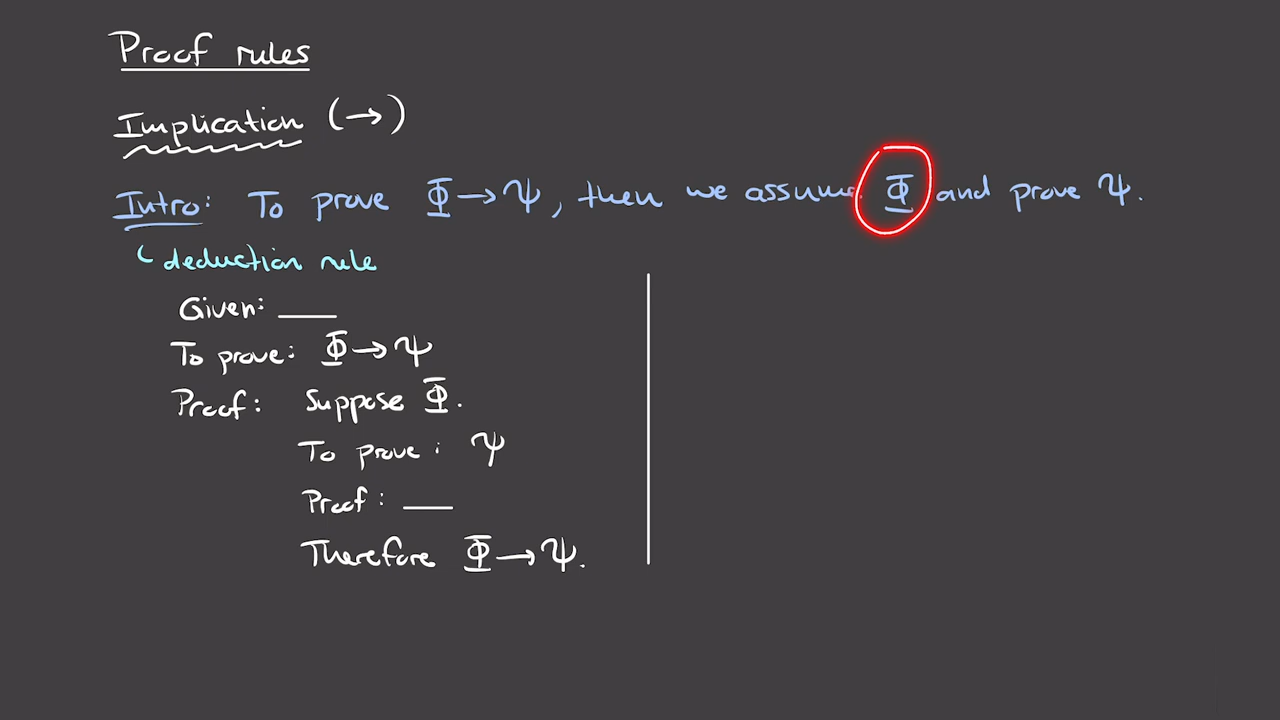 Proof rules
Implication (→)
Intro: To prove Φ→Ψ, then we assume Φ and prove Ψ.
deduction rule
Given: ___
To prove: Φ→Ψ
Proof: Suppose Φ.
To prove: Ψ
Proof: ___
Therefore Φ→Ψ.